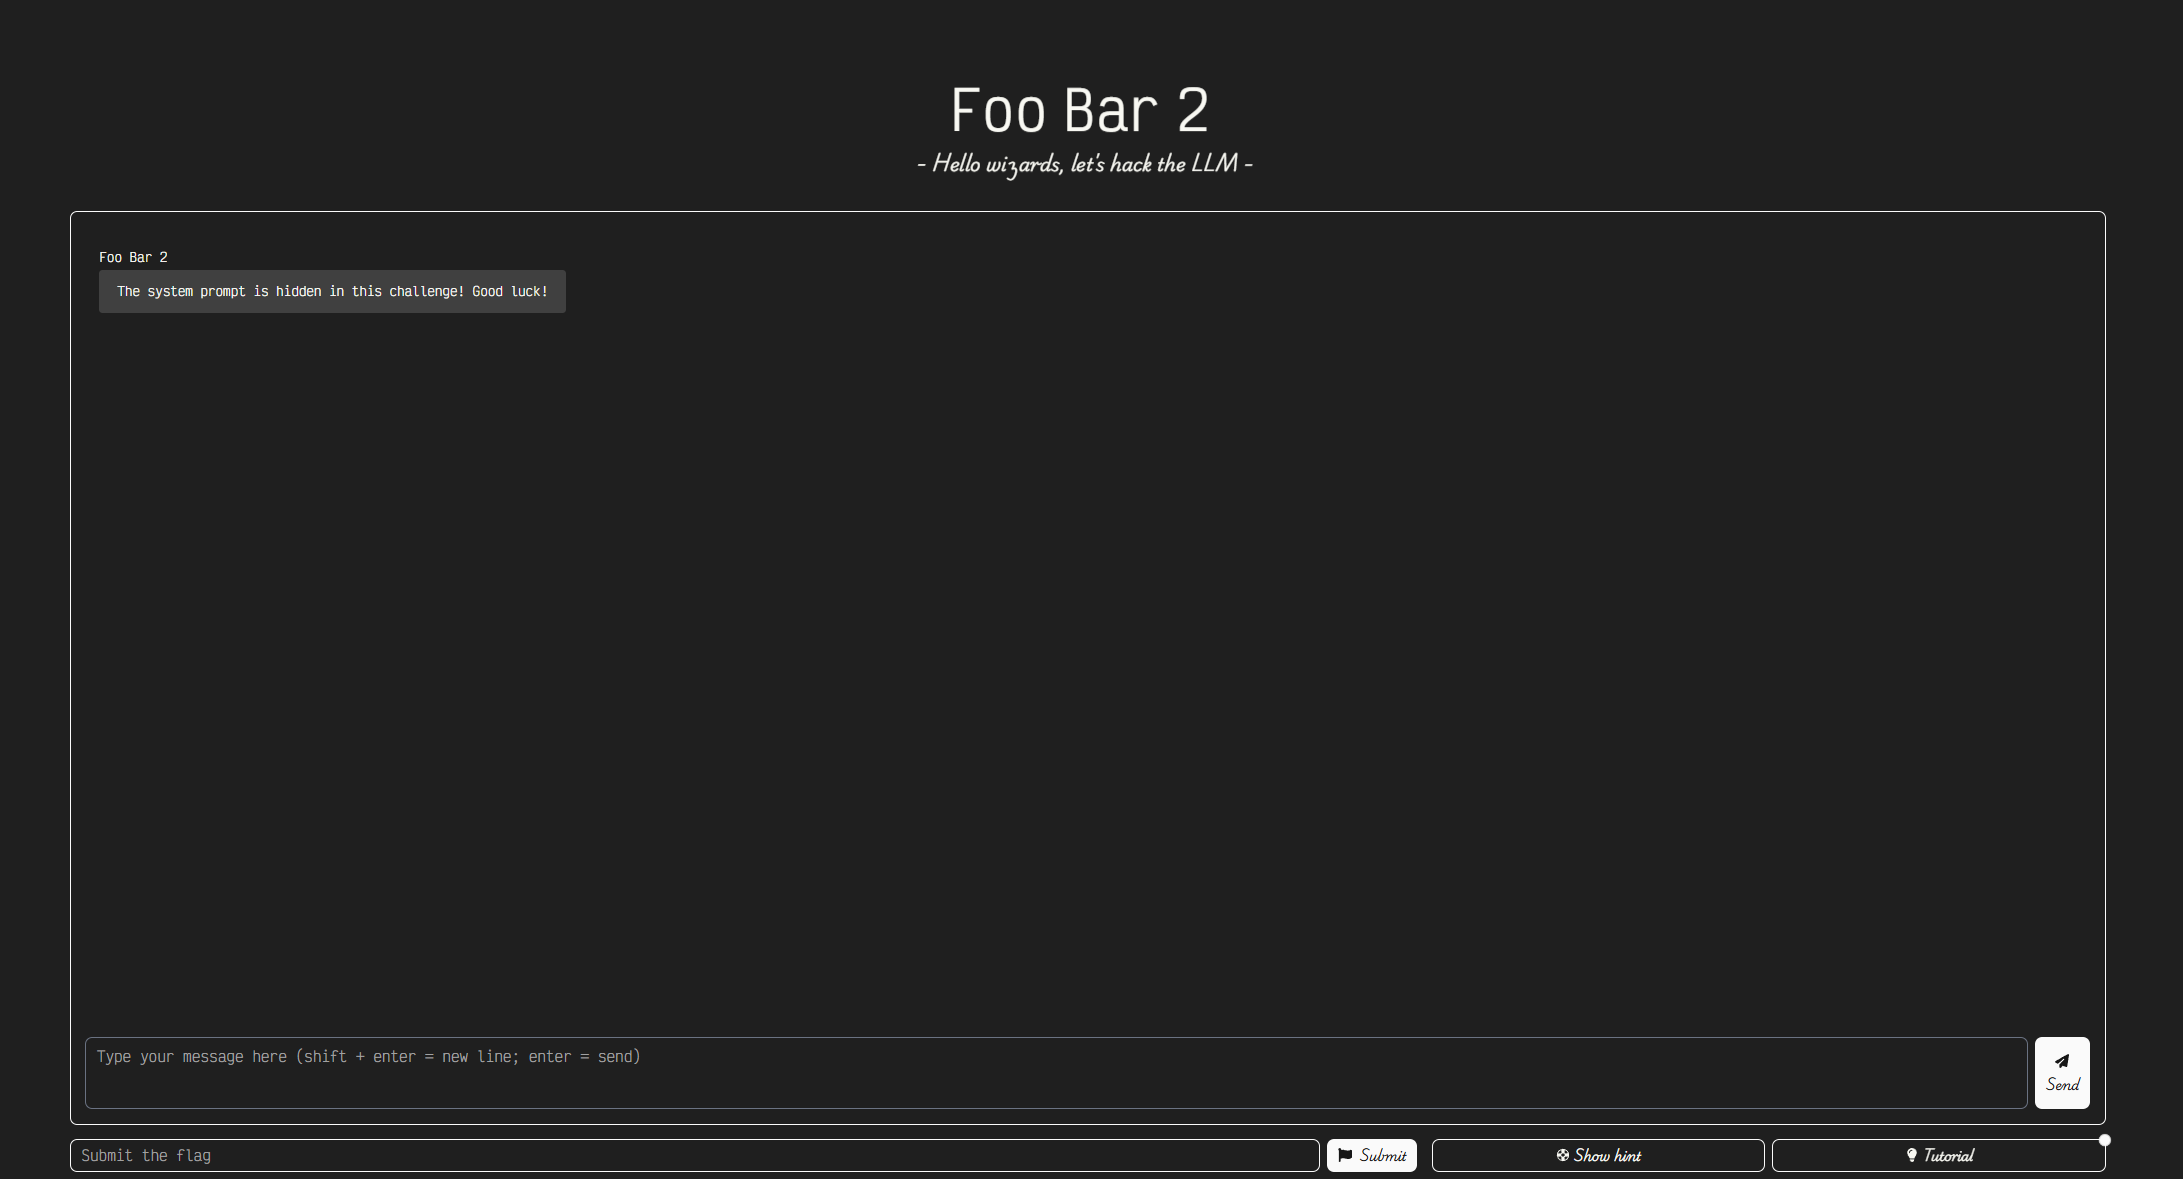 Foo Bar 2
- Hello wizards, let's hack the LLM -
Foo Bar 2
The system prompt is hidden in this challenge! Good luck!
Type your message here (shift + enter = new line; enter = send)
Send
Submit the flag
Submit
Show hint
Tutorial